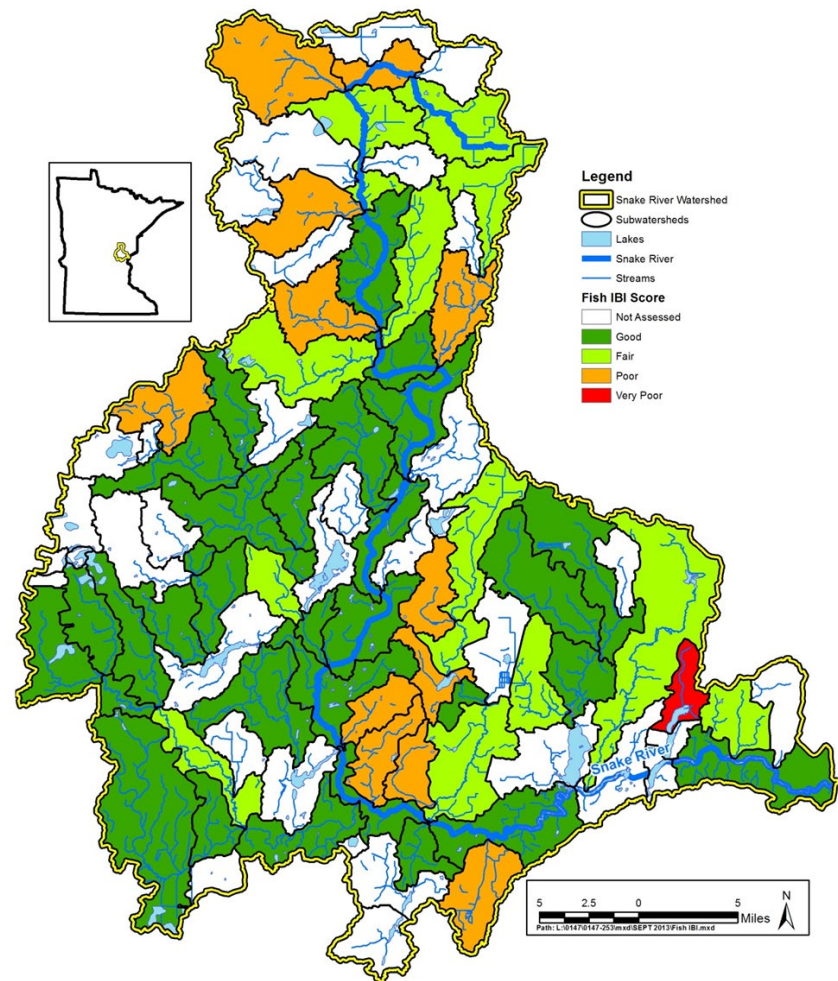 Legend
Snake River Watershed
Subwatersheds
Lakes
Snake River
Streams
Fish IBI Score
Not Assessed
Good
Fair
Poor
Very Poor
Snake River
N
5 2.5 0 5
Miles
Path: L:\0147\0147-253\mxd\SEPT 2013\Fish IBI.mxd